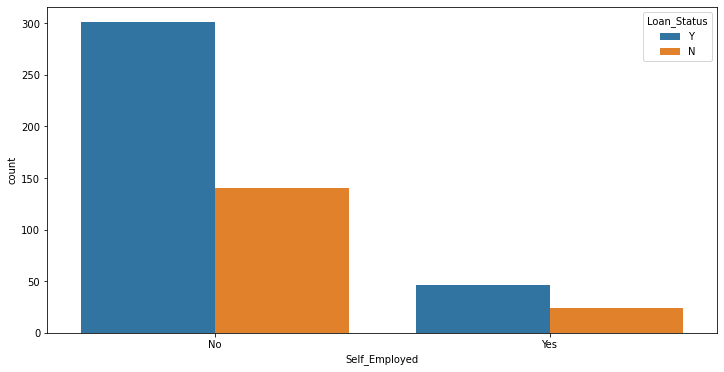 Loan_Status
Y
N
300
250
200
150
100
50
0
count
No
Yes
Self_Employed